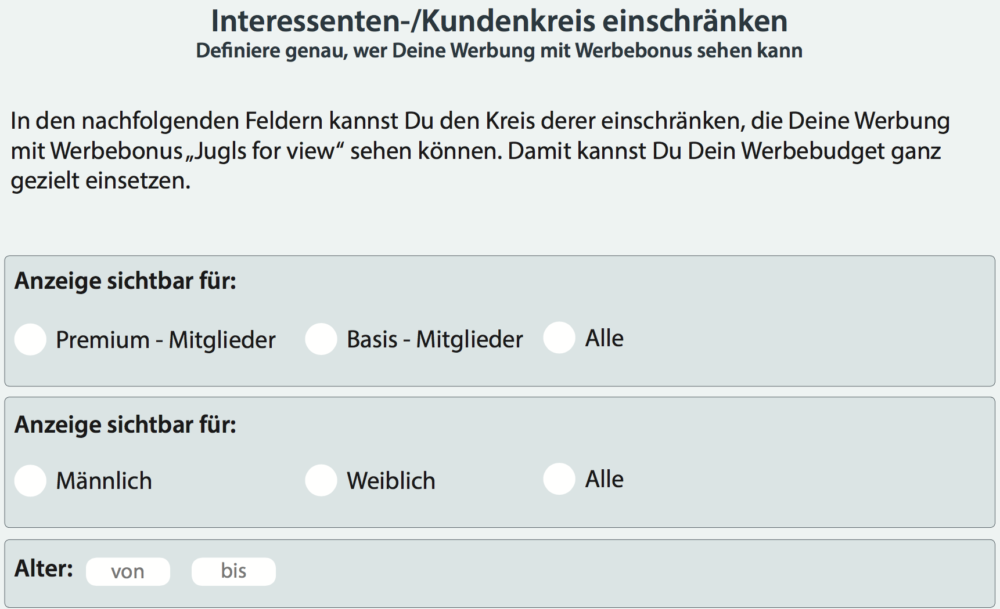 Interessenten-/Kundenkreis einschränken
Definiere genau, wer Deine Werbung mit Werbebonus sehen kann
In den nachfolgenden Feldern kannst Du den Kreis derer einschränken, die Deine Werbung
mit Werbebonus „Jugls for view“ sehen können. Damit kannst Du Dein Werbebudget ganz
gezielt einsetzen.
Anzeige sichtbar für:
Premium - Mitglieder Basis - Mitglieder Alle
Anzeige sichtbar für:
Männlich Weiblich Alle
Alter: von bis